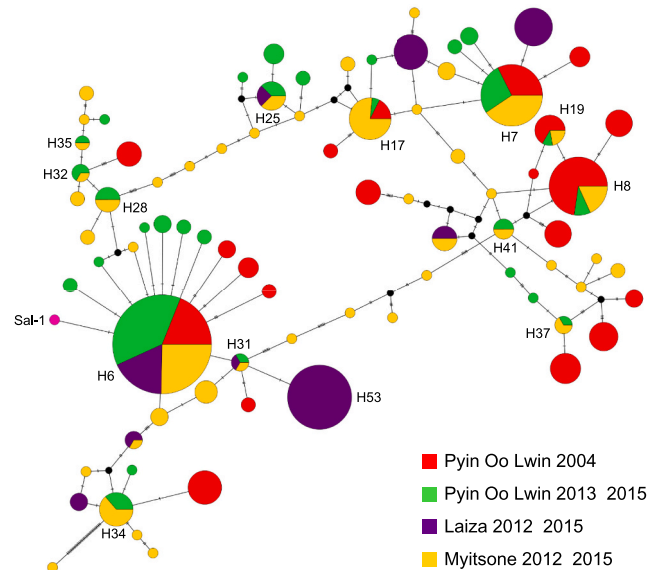 H25
H19
H35
H17
H7
H32
H8
H28
H41
Sal-1
H37
H31
H6
H53
H34
Pyin Oo Lwin 2004
Pyin Oo Lwin 2013 2015
Laiza 2012 2015
Myitsone 2012 2015